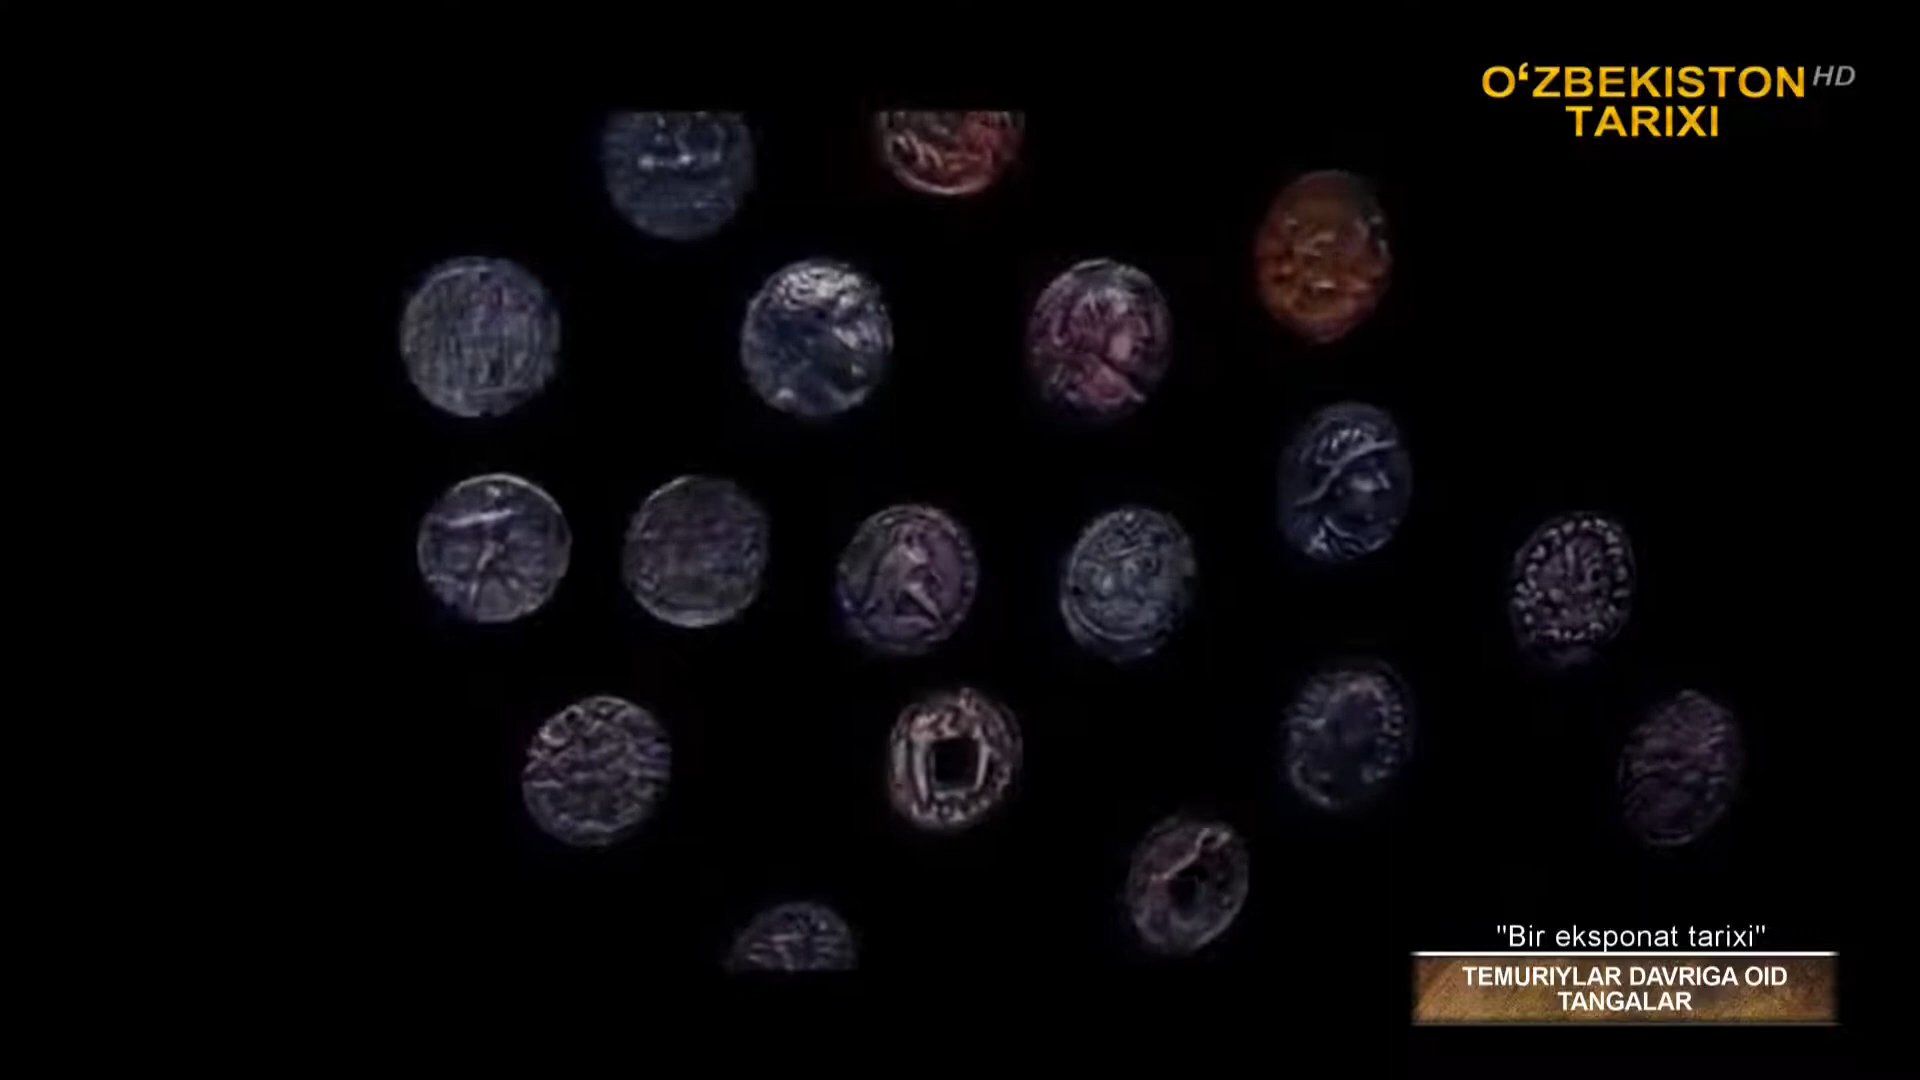 O‘ZBEKISTON HD
TARIXI
"Bir eksponat tarixi"
TEMURIYLAR DAVRIGA OID
TANGALAR